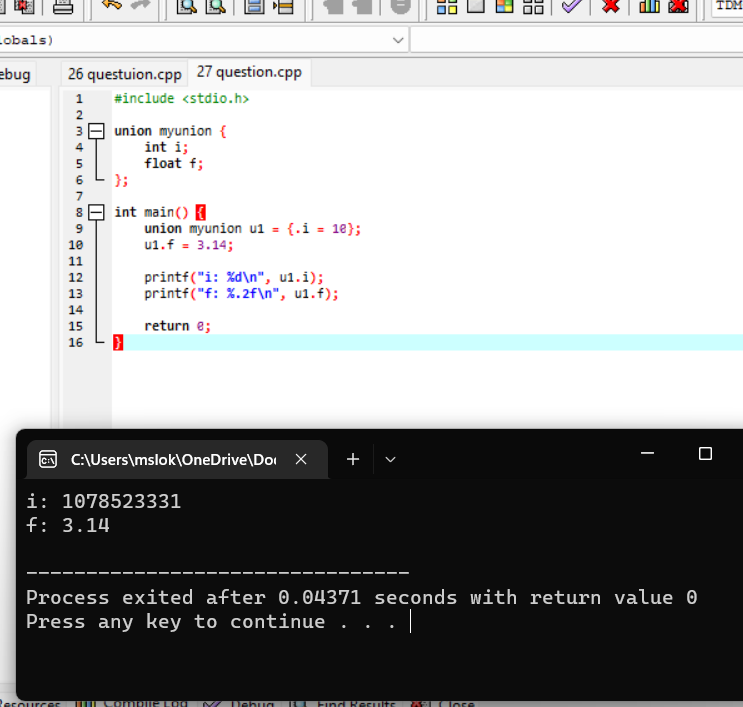 TDM
lobals)
ebug
26 questuion.cpp
27 question.cpp
1 #include <stdio.h>
2
3 union myunion {
4 int i;
5 float f;
6 };
7
8 int main() {
9 union myunion u1 = {.i = 10};
10 u1.f = 3.14;
11
12 printf("i: %d\n", u1.i);
13 printf("f: %.2f\n", u1.f);
14
15 return 0;
16 }
C:\Users\mslok\OneDrive\Do
i: 1078523331
f: 3.14
--------------------------------
Process exited after 0.04371 seconds with return value 0
Press any key to continue . . .
Resources Compile Log Debug Find Results Close